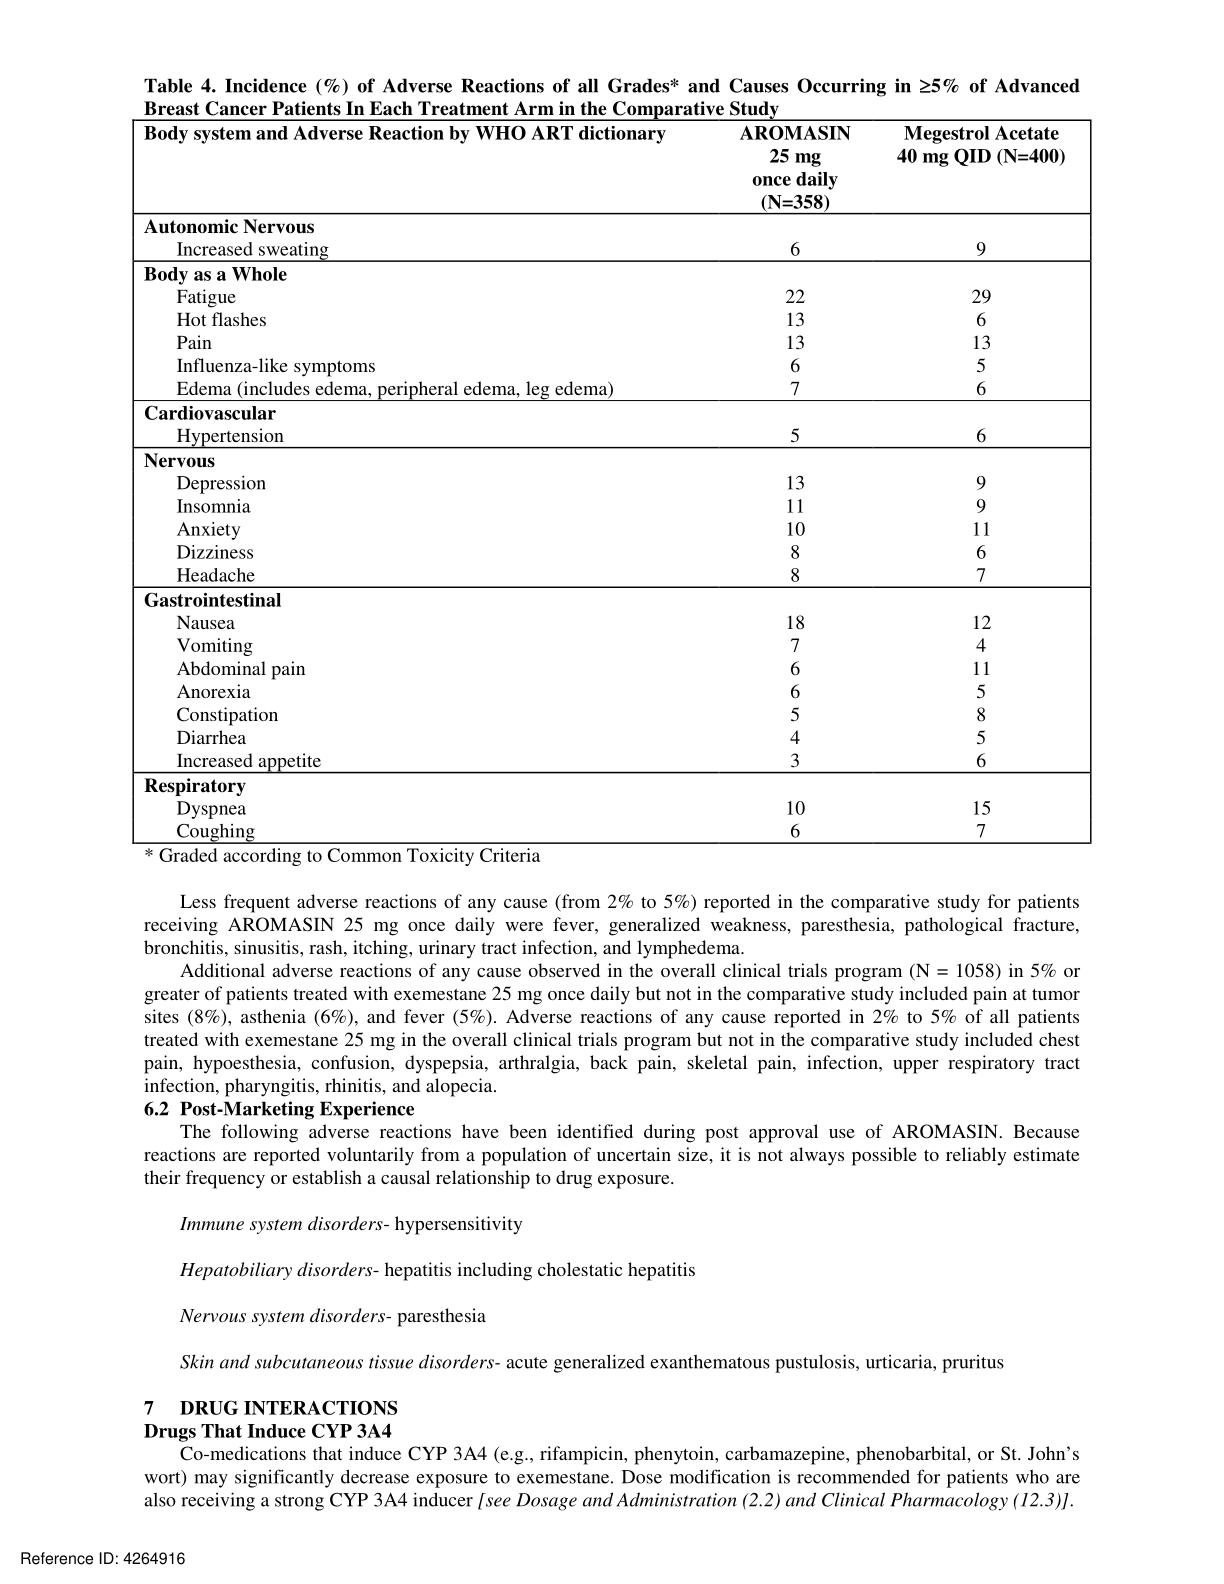 Table 4. Incidence (%) of Adverse Reactions of all Grades* and Causes Occurring in ≥5% of Advanced
Breast Cancer Patients In Each Treatment Arm in the Comparative Study
Body system and Adverse Reaction by WHO ART dictionary AROMASIN Megestrol Acetate
25 mg 40 mg QID (N=400)
once daily
(N=358)
Autonomic Nervous
Increased sweating 6 9
Body as a Whole
Fatigue 22 29
Hot flashes 13 6
Pain 13 13
Influenza-like symptoms 6 5
Edema (includes edema, peripheral edema, leg edema) 7 6
Cardiovascular
Hypertension 5 6
Nervous
Depression 13 9
Insomnia 11 9
Anxiety 10 11
Dizziness 8 6
Headache 8 7
Gastrointestinal
Nausea 18 12
Vomiting 7 4
Abdominal pain 6 11
Anorexia 6 5
Constipation 5 8
Diarrhea 4 5
Increased appetite 3 6
Respiratory
Dyspnea 10 15
Coughing 6 7
* Graded according to Common Toxicity Criteria
Less frequent adverse reactions of any cause (from 2% to 5%) reported in the comparative study for patients
receiving AROMASIN 25 mg once daily were fever, generalized weakness, paresthesia, pathological fracture,
bronchitis, sinusitis, rash, itching, urinary tract infection, and lymphedema.
Additional adverse reactions of any cause observed in the overall clinical trials program (N = 1058) in 5% or
greater of patients treated with exemestane 25 mg once daily but not in the comparative study included pain at tumor
sites (8%), asthenia (6%), and fever (5%). Adverse reactions of any cause reported in 2% to 5% of all patients
treated with exemestane 25 mg in the overall clinical trials program but not in the comparative study included chest
pain, hypoesthesia, confusion, dyspepsia, arthralgia, back pain, skeletal pain, infection, upper respiratory tract
infection, pharyngitis, rhinitis, and alopecia.
6.2 Post-Marketing Experience
The following adverse reactions have been identified during post approval use of AROMASIN. Because
reactions are reported voluntarily from a population of uncertain size, it is not always possible to reliably estimate
their frequency or establish a causal relationship to drug exposure.
Immune system disorders- hypersensitivity
Hepatobiliary disorders- hepatitis including cholestatic hepatitis
Nervous system disorders- paresthesia
Skin and subcutaneous tissue disorders- acute generalized exanthematous pustulosis, urticaria, pruritus
7 DRUG INTERACTIONS
Drugs That Induce CYP 3A4
Co-medications that induce CYP 3A4 (e.g., rifampicin, phenytoin, carbamazepine, phenobarbital, or St. John's
wort) may significantly decrease exposure to exemestane. Dose modification is recommended for patients who are
also receiving a strong CYP 3A4 inducer [see Dosage and Administration (2.2) and Clinical Pharmacology (12.3)].
Reference ID: 4264916